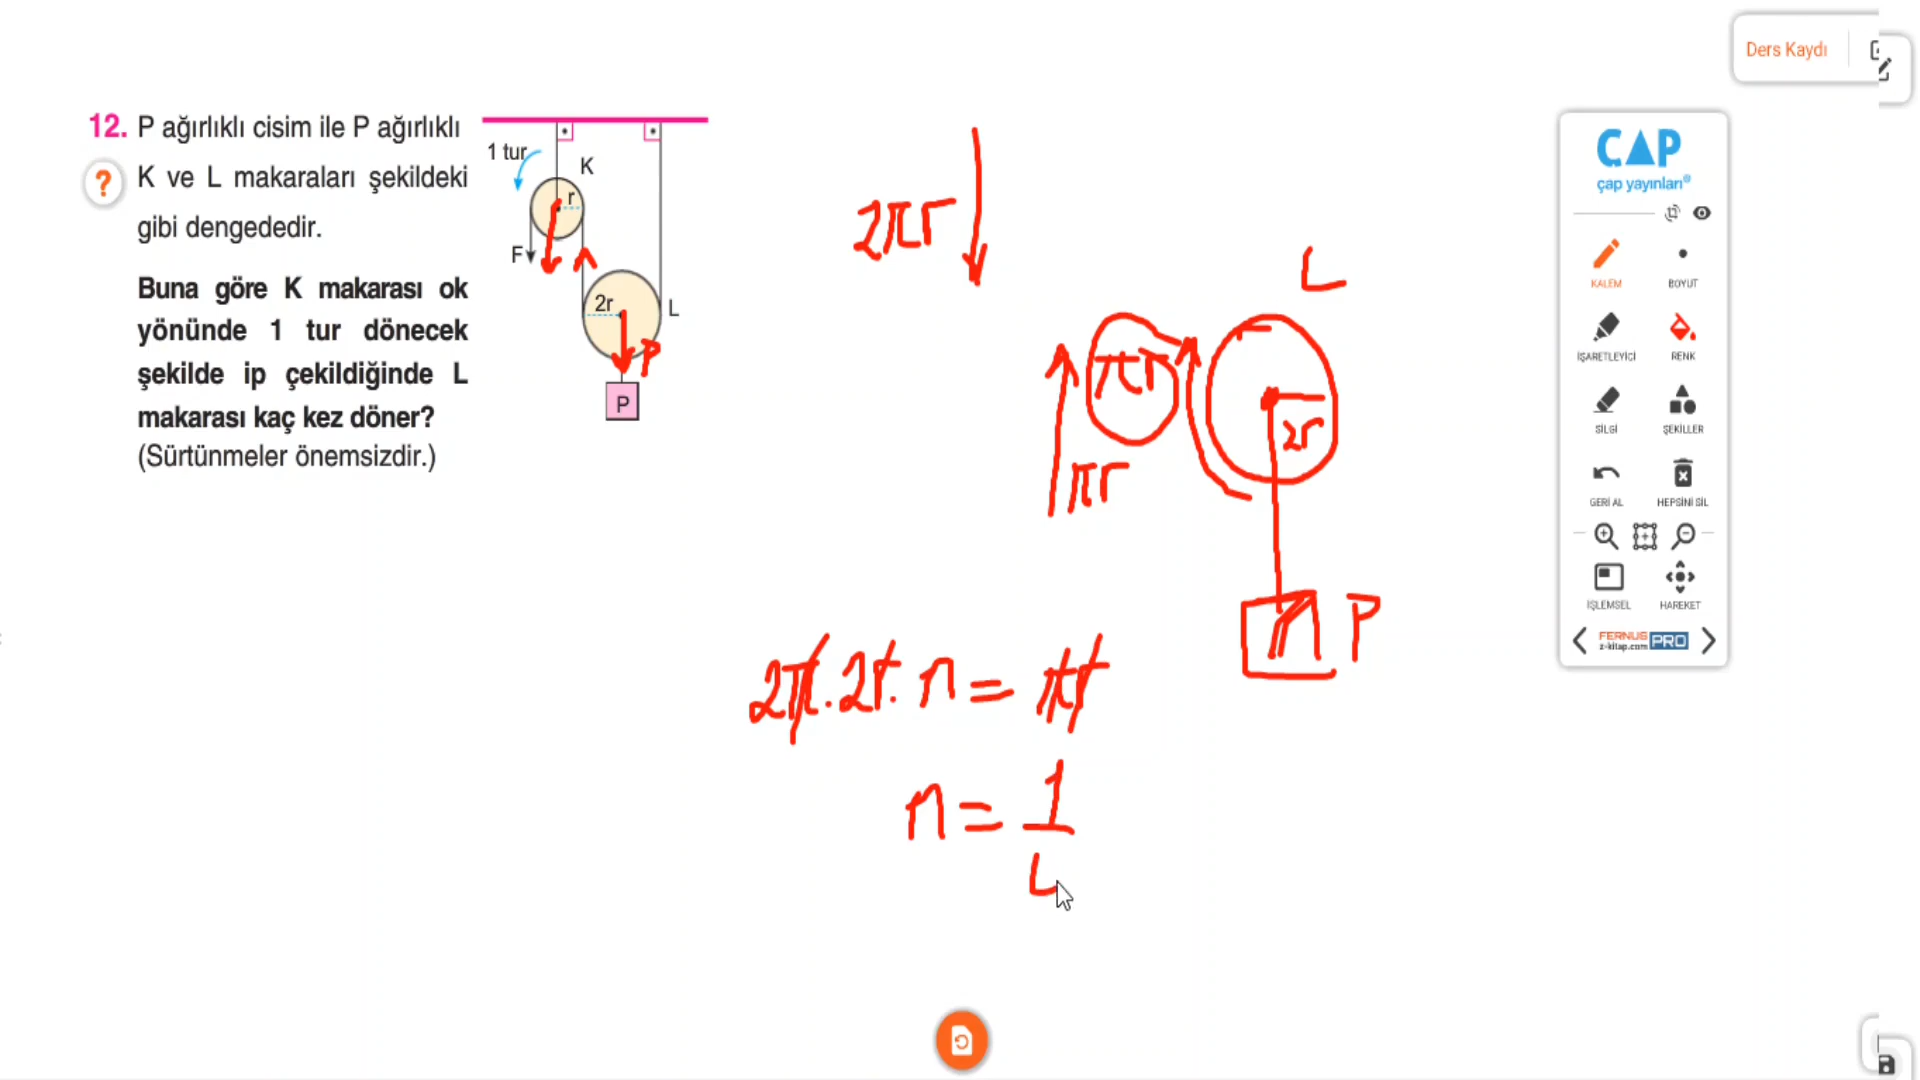 Ders Kaydı
12. P ağırlıklı cisim ile P ağırlıklı
? K ve L makaraları şekildeki
gibi dengededir.
Buna göre K makarası ok
yönünde 1 tur dönecek
şekilde ip çekildiğinde L
makarası kaç kez döner?
(Sürtünmeler önemsizdir.)
1 tur
K
r
F
2r
L
P
P
2πr
L
πr
πr
2r
P
2π.2r.n=πr
n=1
4
ÇAP
çap yayınları®
KALEM
BOYUT
İŞARETLEYİCİ
RENK
SİLGİ
ŞEKİLLER
GERİ AL
HEPSİNİ SİL
İŞLEMSEL
HAREKET
FERNUS PRO
z-kitap.com